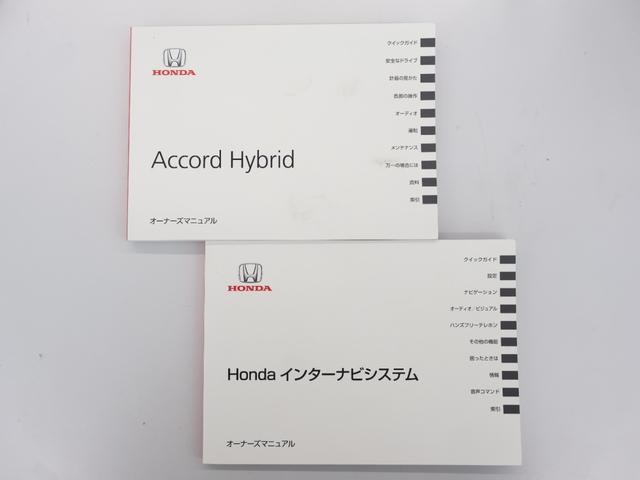 HONDA
Accord Hybrid
オーナーズマニュアル
クイックガイド
安全なドライブ
計器の見かた
各部の操作
オーディオ
運転
メンテナンス
万一の場合には
資料
索引
HONDA
Honda インターナビシステム
オーナーズマニュアル
クイックガイド
設定
ナビゲーション
オーディオ/ビジュアル
ハンズフリーテレホン
その他の機能
困ったときは
情報
音声コマンド
索引